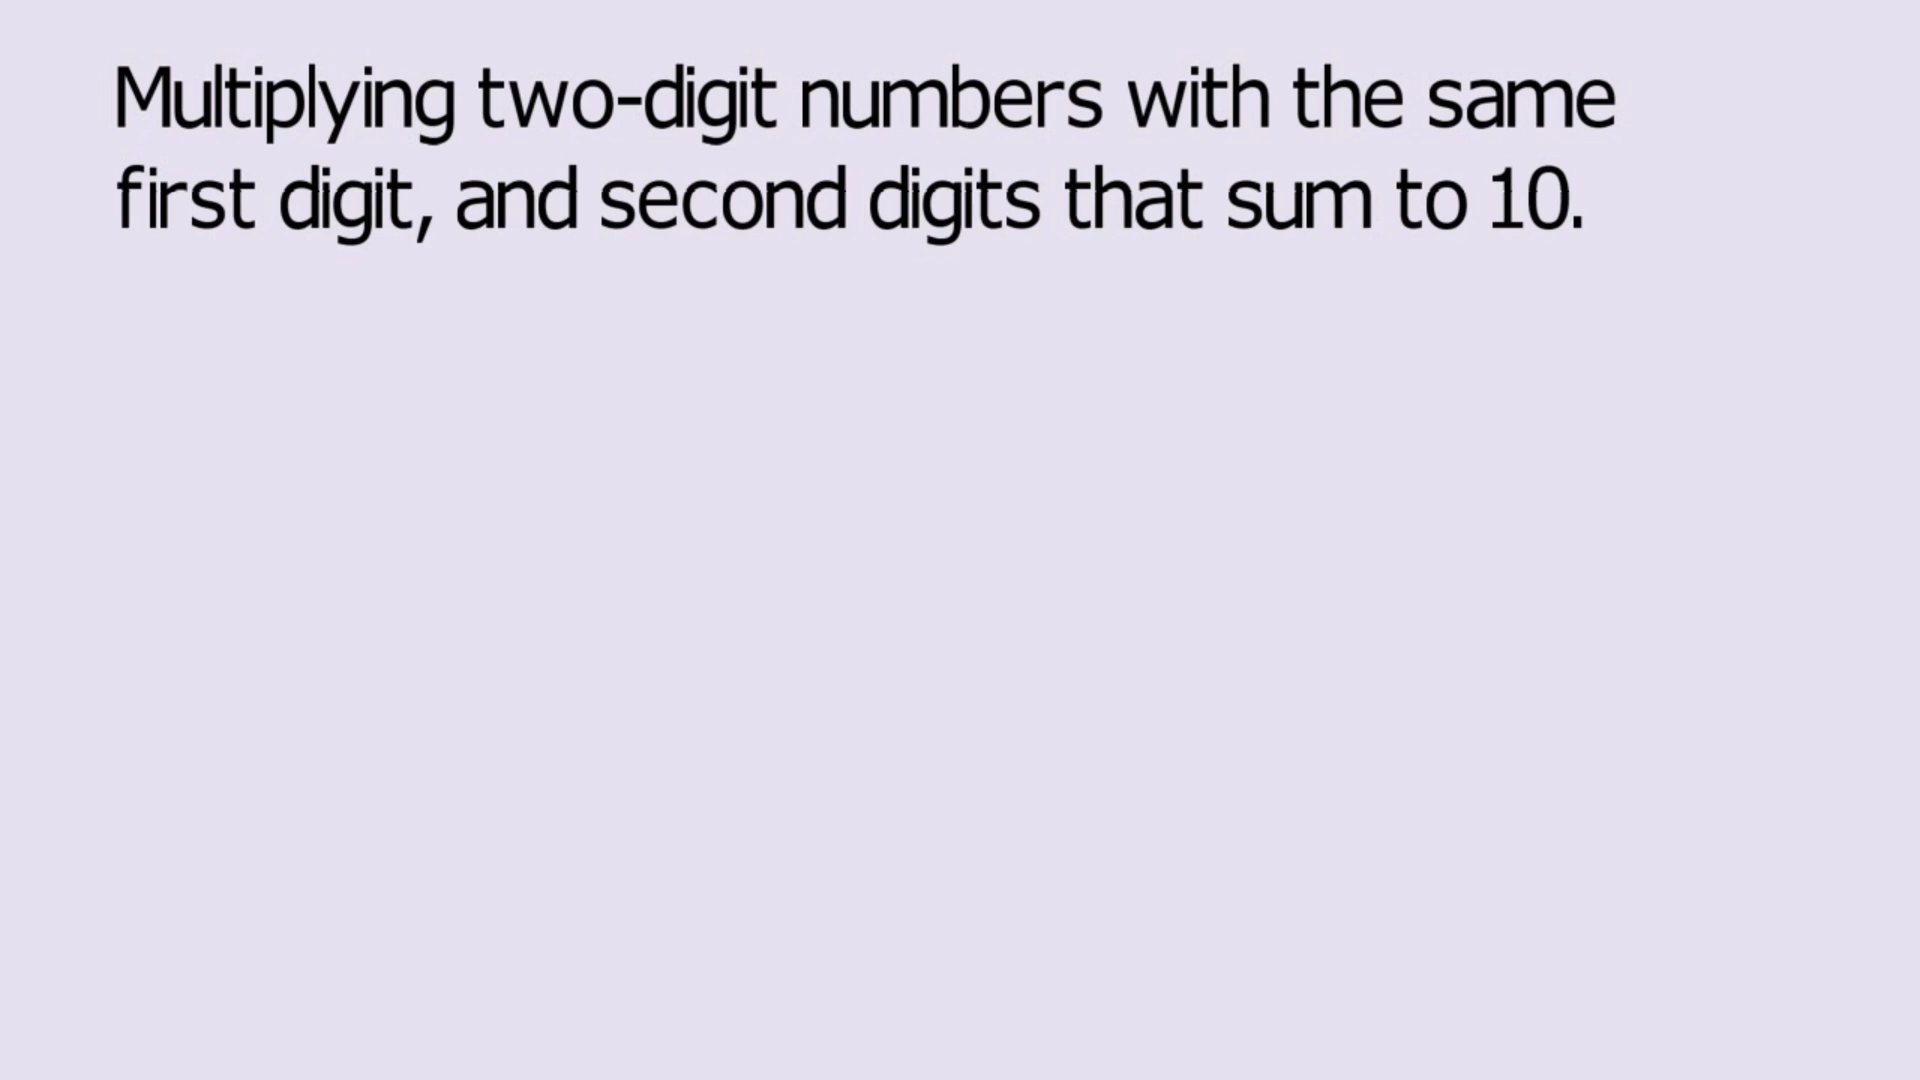 Multiplying two-digit numbers with the same
first digit, and second digits that sum to 10.